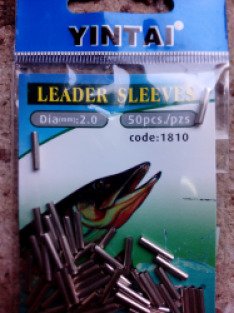 YINTAI
LEADER SLEEVES
Dia(mm):2.0
50pcs./pzs
code:1810